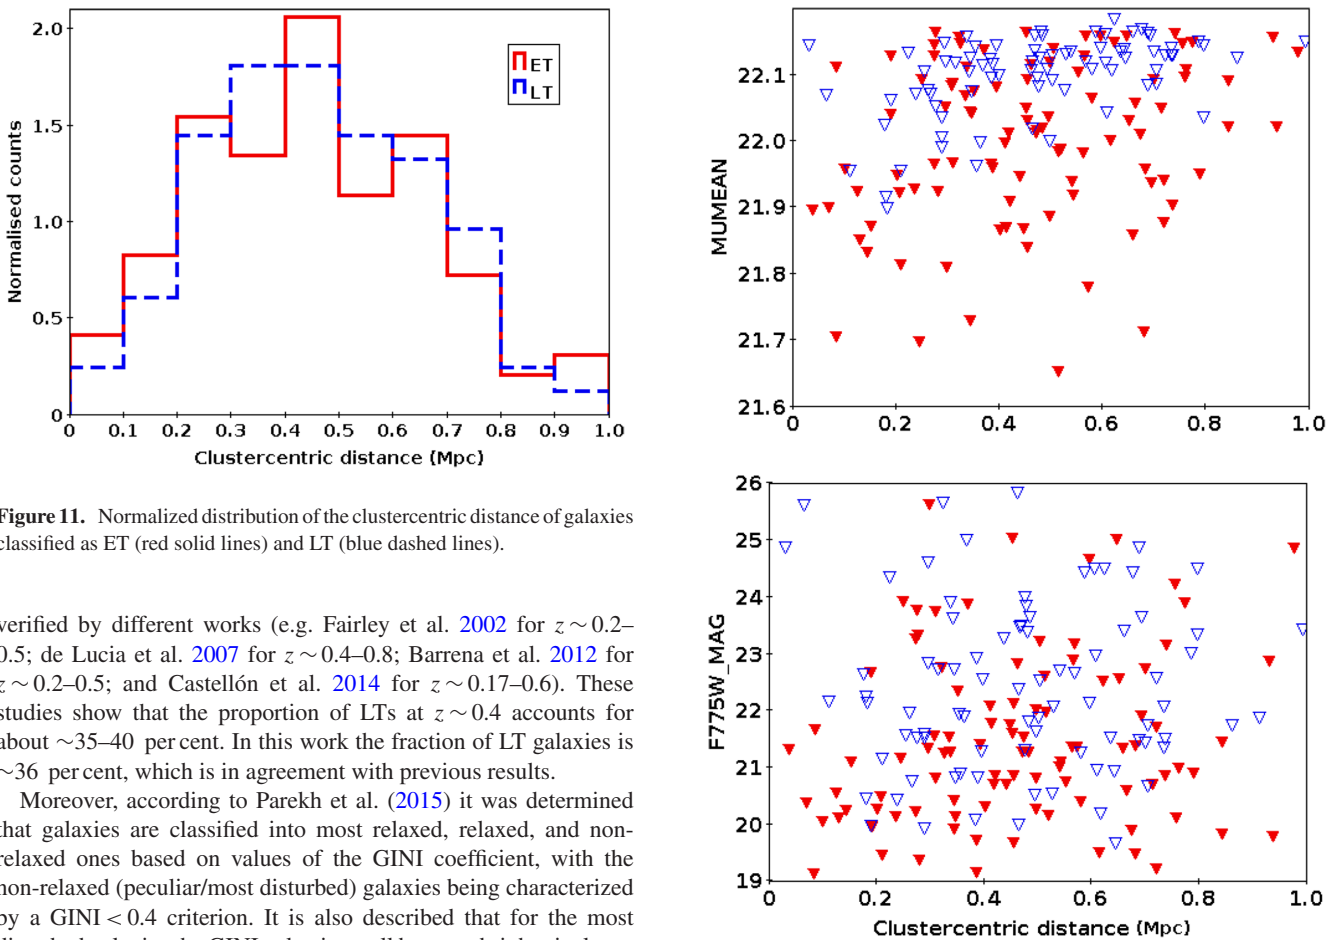 2.0
1.5
1.0
0.5
0
Normalised counts
ET
LT
0 0.1 0.2 0.3 0.4 0.5 0.6 0.7 0.8 0.9 1.0
Clustercentric distance (Mpc)
Figure 11. Normalized distribution of the clustercentric distance of galaxies
classified as ET (red solid lines) and LT (blue dashed lines).
verified by different works (e.g. Fairley et al. 2002 for z ∼ 0.2–
0.5; de Lucia et al. 2007 for z ∼ 0.4–0.8; Barrena et al. 2012 for
z ∼ 0.2–0.5; and Castellón et al. 2014 for z ∼ 0.17–0.6). These
studies show that the proportion of LTs at z ∼ 0.4 accounts for
about ∼35–40 per cent. In this work the fraction of LT galaxies is
∼36 per cent, which is in agreement with previous results.
Moreover, according to Parekh et al. (2015) it was determined
that galaxies are classified into most relaxed, relaxed, and non-
relaxed ones based on values of the GINI coefficient, with the
non-relaxed (peculiar/most disturbed) galaxies being characterized
by a GINI < 0.4 criterion. It is also described that for the most
22.1
22.0
21.9
21.8
21.7
21.6
MUMEAN
0 0.2 0.4 0.6 0.8 1.0
26
25
24
23
22
21
20
19
F775W_MAG
0 0.2 0.4 0.6 0.8 1.0
Clustercentric distance (Mpc)